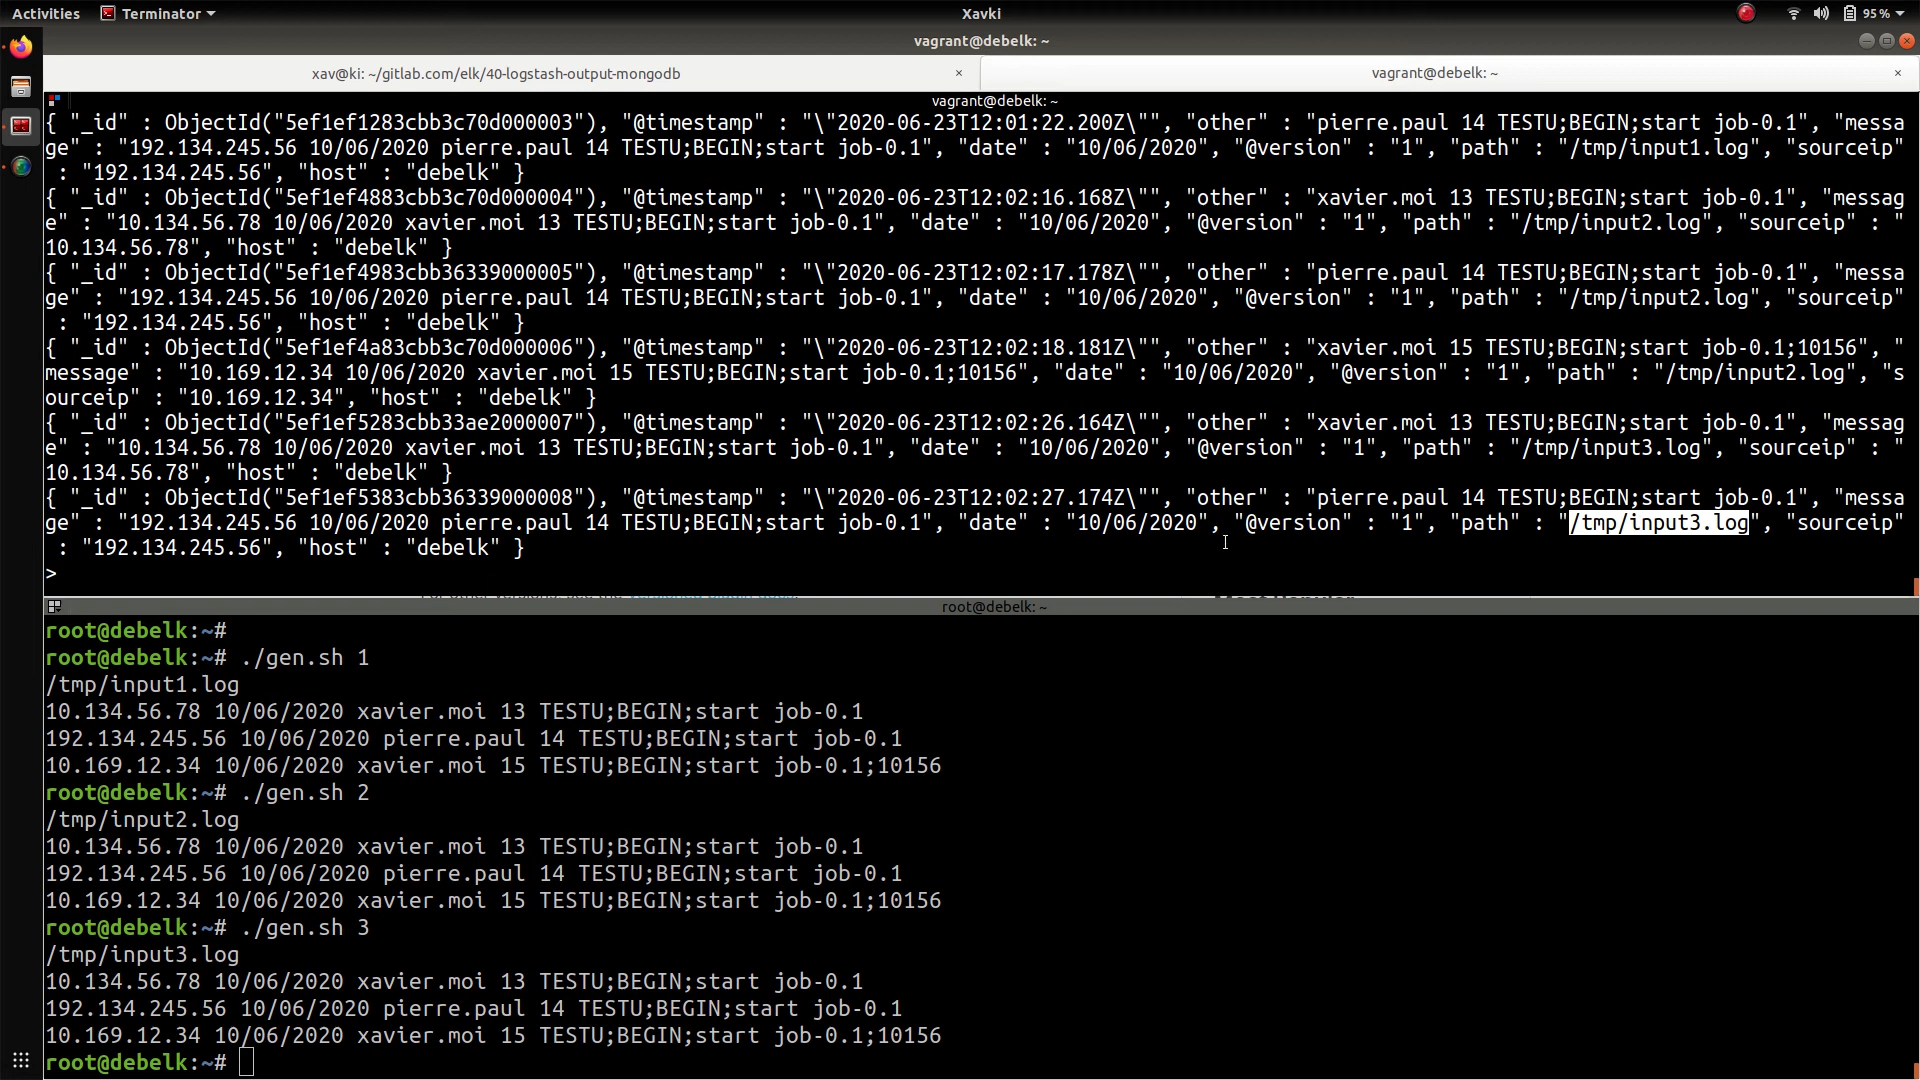 Activities
Terminator
Xavki
95 %
vagrant@debelk: ~
xav@ki: ~/gitlab.com/elk/40-logstash-output-mongodb
×
vagrant@debelk: ~
×
vagrant@debelk: ~
{ "_id" : ObjectId("5ef1ef1283cbb3c70d000003"), "@timestamp" : "\"2020-06-23T12:01:22.200Z\"", "other" : "pierre.paul 14 TESTU;BEGIN;start job-0.1", "messa
ge" : "192.134.245.56 10/06/2020 pierre.paul 14 TESTU;BEGIN;start job-0.1", "date" : "10/06/2020", "@version" : "1", "path" : "/tmp/input1.log", "sourceip"
: "192.134.245.56", "host" : "debelk" }
{ "_id" : ObjectId("5ef1ef4883cbb3c70d000004"), "@timestamp" : "\"2020-06-23T12:02:16.168Z\"", "other" : "xavier.moi 13 TESTU;BEGIN;start job-0.1", "messag
e" : "10.134.56.78 10/06/2020 xavier.moi 13 TESTU;BEGIN;start job-0.1", "date" : "10/06/2020", "@version" : "1", "path" : "/tmp/input2.log", "sourceip" : "
10.134.56.78", "host" : "debelk" }
{ "_id" : ObjectId("5ef1ef4983cbb36339000005"), "@timestamp" : "\"2020-06-23T12:02:17.178Z\"", "other" : "pierre.paul 14 TESTU;BEGIN;start job-0.1", "messa
ge" : "192.134.245.56 10/06/2020 pierre.paul 14 TESTU;BEGIN;start job-0.1", "date" : "10/06/2020", "@version" : "1", "path" : "/tmp/input2.log", "sourceip"
: "192.134.245.56", "host" : "debelk" }
{ "_id" : ObjectId("5ef1ef4a83cbb3c70d000006"), "@timestamp" : "\"2020-06-23T12:02:18.181Z\"", "other" : "xavier.moi 15 TESTU;BEGIN;start job-0.1;10156", "
message" : "10.169.12.34 10/06/2020 xavier.moi 15 TESTU;BEGIN;start job-0.1;10156", "date" : "10/06/2020", "@version" : "1", "path" : "/tmp/input2.log", "s
ourceip" : "10.169.12.34", "host" : "debelk" }
{ "_id" : ObjectId("5ef1ef5283cbb33ae2000007"), "@timestamp" : "\"2020-06-23T12:02:26.164Z\"", "other" : "xavier.moi 13 TESTU;BEGIN;start job-0.1", "messag
e" : "10.134.56.78 10/06/2020 xavier.moi 13 TESTU;BEGIN;start job-0.1", "date" : "10/06/2020", "@version" : "1", "path" : "/tmp/input3.log", "sourceip" : "
10.134.56.78", "host" : "debelk" }
{ "_id" : ObjectId("5ef1ef5383cbb36339000008"), "@timestamp" : "\"2020-06-23T12:02:27.174Z\"", "other" : "pierre.paul 14 TESTU;BEGIN;start job-0.1", "messa
ge" : "192.134.245.56 10/06/2020 pierre.paul 14 TESTU;BEGIN;start job-0.1", "date" : "10/06/2020", "@version" : "1", "path" : "/tmp/input3.log", "sourceip"
: "192.134.245.56", "host" : "debelk" }
>
root@debelk: ~
root@debelk:~#
root@debelk:~# ./gen.sh 1
/tmp/input1.log
10.134.56.78 10/06/2020 xavier.moi 13 TESTU;BEGIN;start job-0.1
192.134.245.56 10/06/2020 pierre.paul 14 TESTU;BEGIN;start job-0.1
10.169.12.34 10/06/2020 xavier.moi 15 TESTU;BEGIN;start job-0.1;10156
root@debelk:~# ./gen.sh 2
/tmp/input2.log
10.134.56.78 10/06/2020 xavier.moi 13 TESTU;BEGIN;start job-0.1
192.134.245.56 10/06/2020 pierre.paul 14 TESTU;BEGIN;start job-0.1
10.169.12.34 10/06/2020 xavier.moi 15 TESTU;BEGIN;start job-0.1;10156
root@debelk:~# ./gen.sh 3
/tmp/input3.log
10.134.56.78 10/06/2020 xavier.moi 13 TESTU;BEGIN;start job-0.1
192.134.245.56 10/06/2020 pierre.paul 14 TESTU;BEGIN;start job-0.1
10.169.12.34 10/06/2020 xavier.moi 15 TESTU;BEGIN;start job-0.1;10156
root@debelk:~#